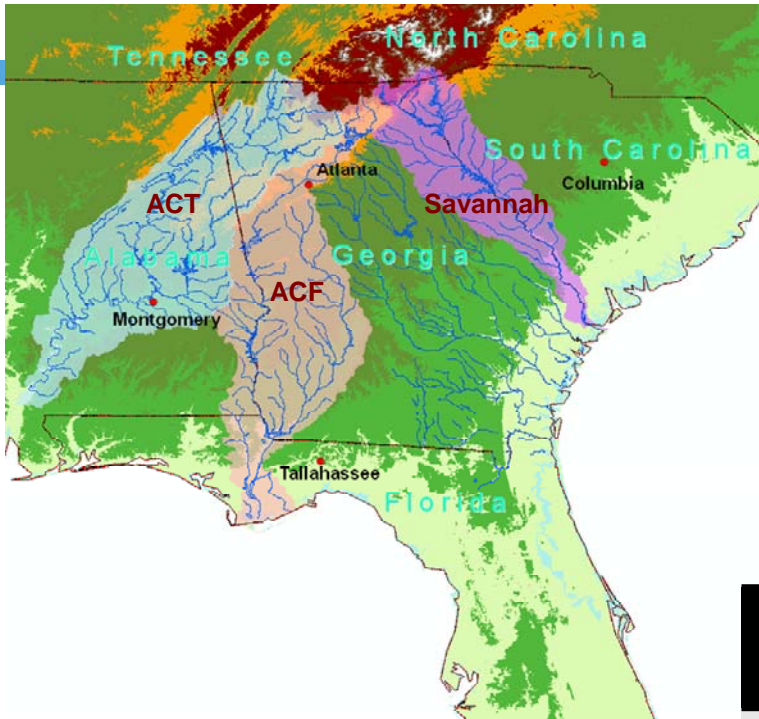 North Carolina
Tennessee
South Carolina
Atlanta
Columbia
ACT
Savannah
Alabama
Georgia
ACF
Montgomery
Tallahassee
Florida